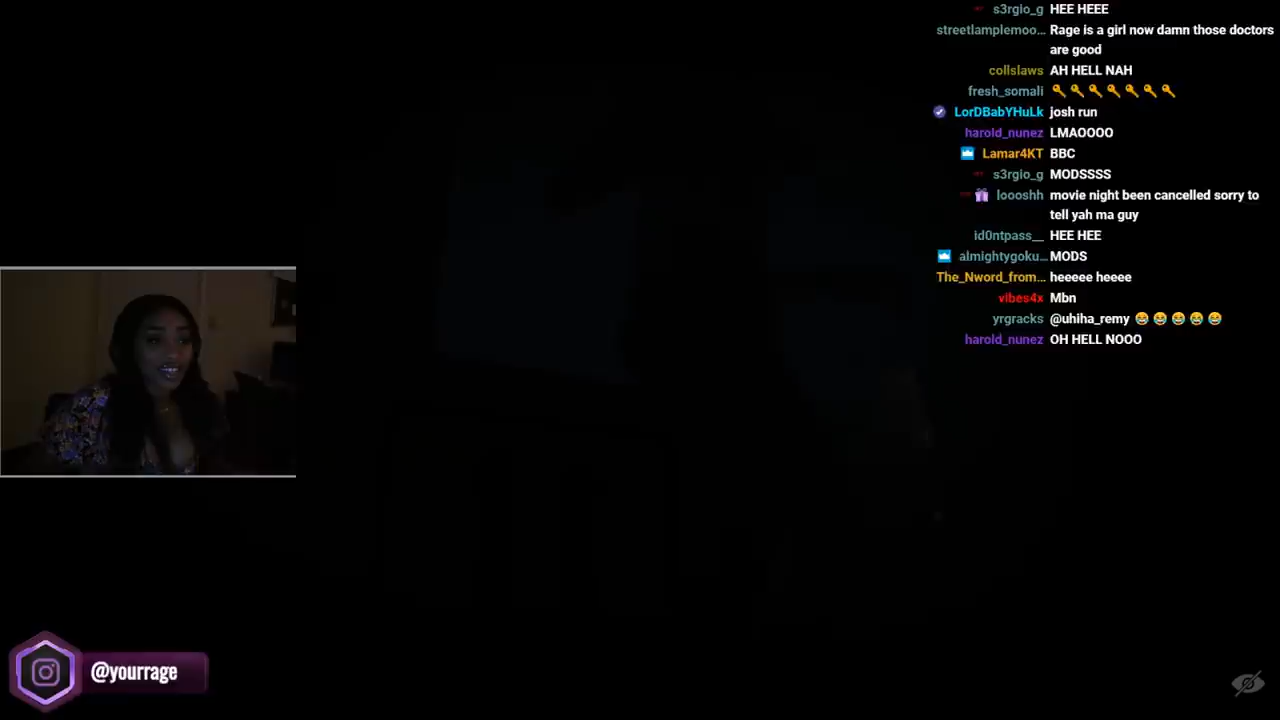 s3rgio_g HEE HEEE
streetlamplemoo... Rage is a girl now damn those doctors
are good
collslaws AH HELL NAH
fresh_somali 🔑🔑🔑🔑🔑🔑🔑
LorDBabYHuLk josh run
harold_nunez LMAOOOO
Lamar4KT BBC
s3rgio_g MODSSSS
loooshh movie night been cancelled sorry to
tell yah ma guy
id0ntpass__ HEE HEE
almightygoku... MODS
The_Nword_from... heeeee heeee
vibes4x Mbn
yrgracks @uhiha_remy 😂😂😂😂😂
harold_nunez OH HELL NOOO
@yourrage